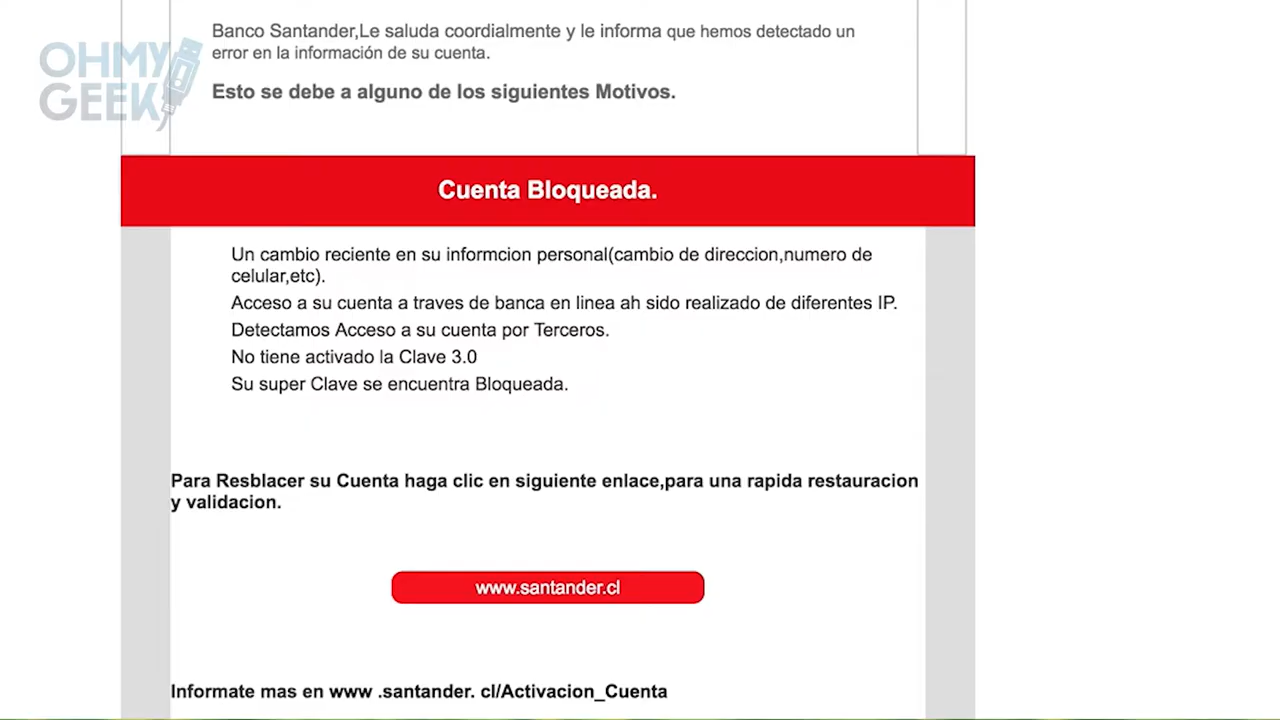 OHMY
GEEK
Banco Santander,Le saluda coordialmente y le informa que hemos detectado un
error en la información de su cuenta.
Esto se debe a alguno de los siguientes Motivos.
Cuenta Bloqueada.
Un cambio reciente en su informcion personal(cambio de direccion,numero de
celular,etc).
Acceso a su cuenta a traves de banca en linea ah sido realizado de diferentes IP.
Detectamos Acceso a su cuenta por Terceros.
No tiene activado la Clave 3.0
Su super Clave se encuentra Bloqueada.
Para Resblacer su Cuenta haga clic en siguiente enlace,para una rapida restauracion
y validacion.
www.santander.cl
Informate mas en www .santander. cl/Activacion_Cuenta